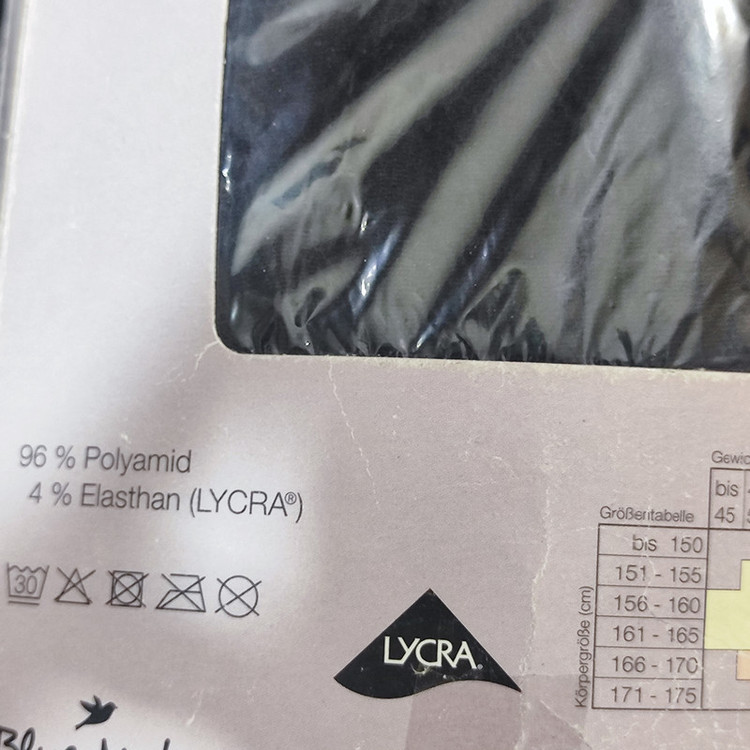 96 % Polyamid
4 % Elasthan (LYCRA®)
30
LYCRA®
Größentabelle
bis
45
bis 150
151 - 155
156 - 160
161 - 165
166 - 170
171 - 175
Körpergröße (cm)